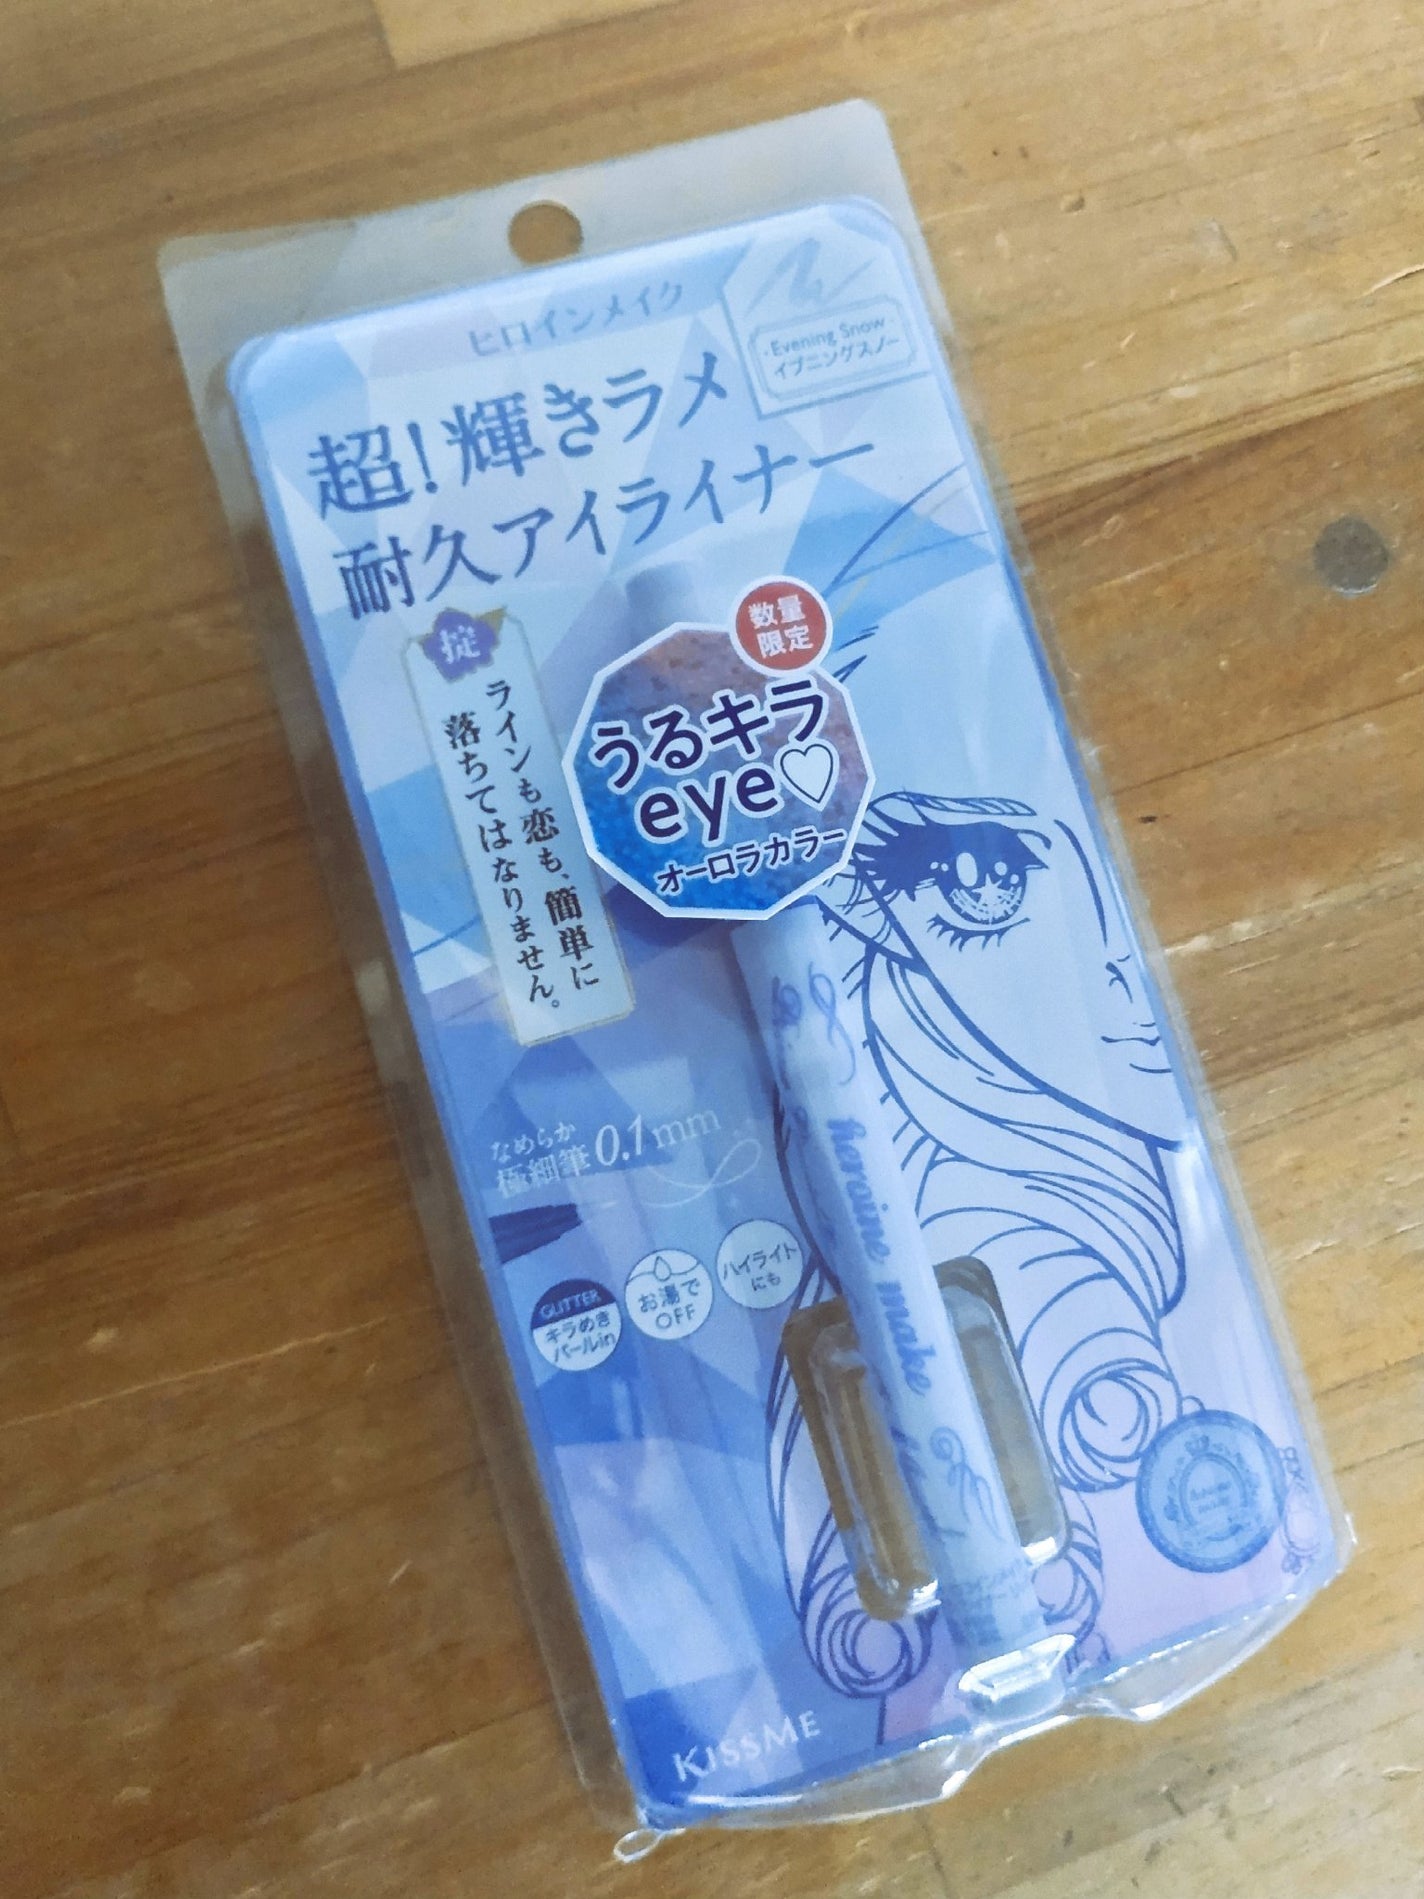 ヒロインメイク
Evening Snow
イブニングスノー
超！輝きラメ
耐久アイライナー
数量
限定
うるキラ
eye♡
オーロラカラー
掟
ラインも恋も、簡単に
落ちてはなりません。
なめらか
極細筆 0.1mm
GLITTER
キラめき
パールin
お湯で
OFF
ハイライト
にも
heroine make
KISSME